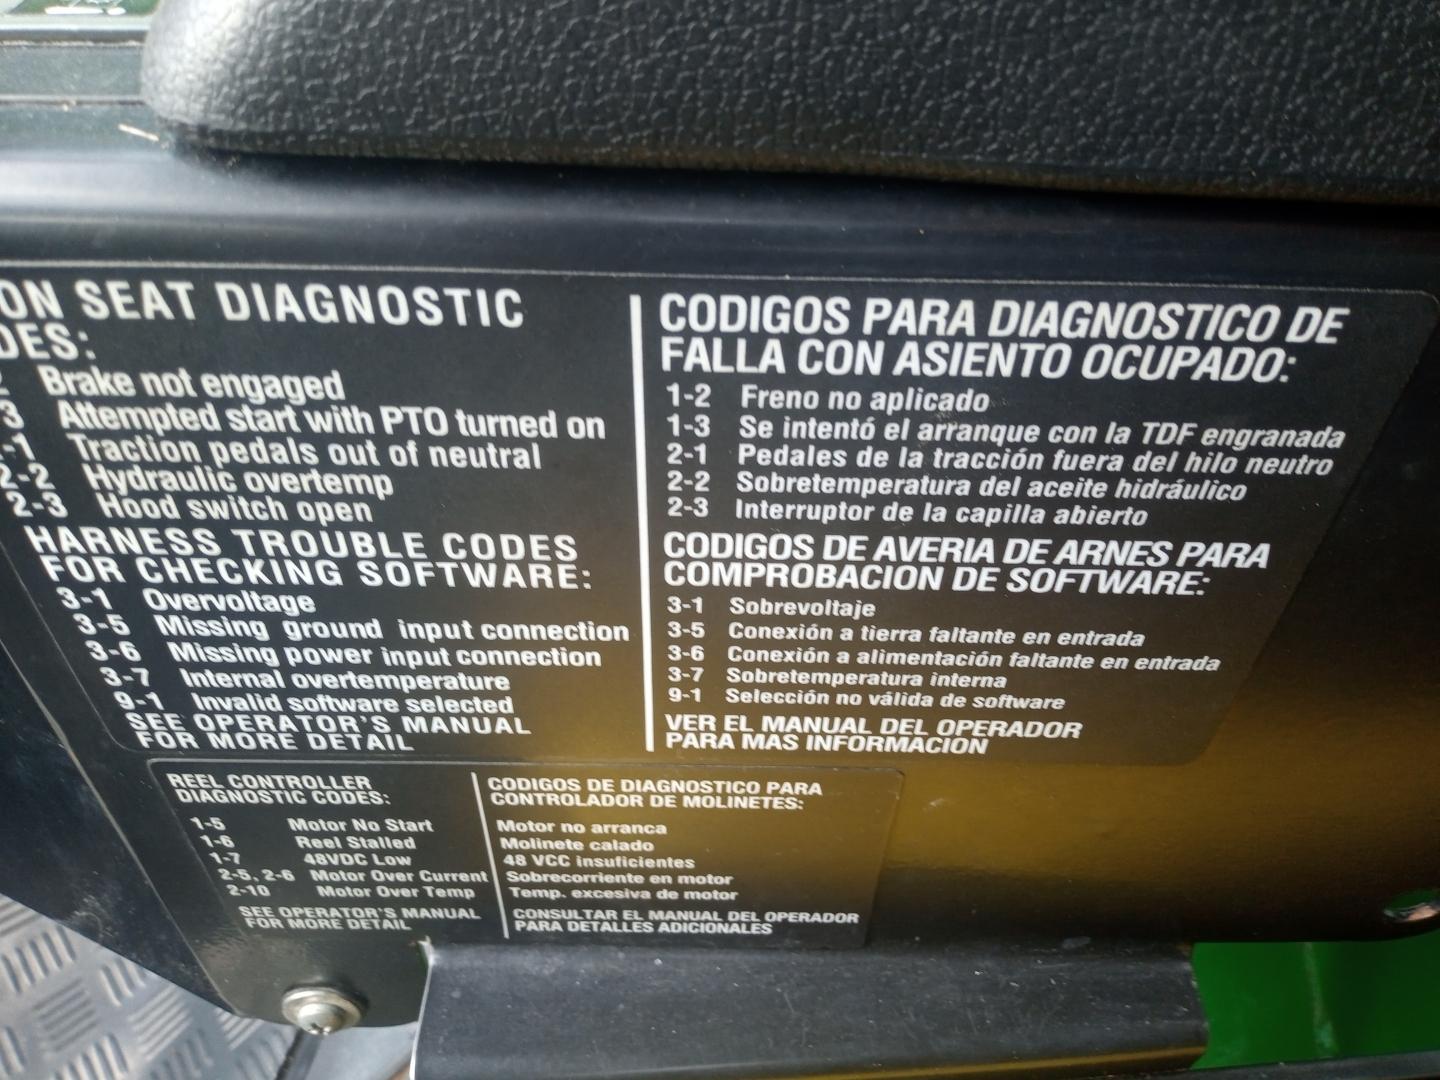 ON SEAT DIAGNOSTIC
DES:
Brake not engaged
3 Attempted start with PTO turned on
-1 Traction pedals out of neutral
2-2 Hydraulic overtemp
2-3 Hood switch open
HARNESS TROUBLE CODES
FOR CHECKING SOFTWARE:
3-1 Overvoltage
3-5 Missing ground input connection
3-6 Missing power input connection
3-7 Internal overtemperature
9-1 Invalid software selected
SEE OPERATOR'S MANUAL
FOR MORE DETAIL
CODIGOS PARA DIAGNOSTICO DE
FALLA CON ASIENTO OCUPADO:
1-2 Freno no aplicado
1-3 Se intentó el arranque con la TDF engranada
2-1 Pedales de la tracción fuera del hilo neutro
2-2 Sobretemperatura del aceite hidráulico
2-3 Interruptor de la capilla abierto
CODIGOS DE AVERIA DE ARNES PARA
COMPROBACION DE SOFTWARE:
3-1 Sobrevoltaje
3-5 Conexión a tierra faltante en entrada
3-6 Conexión a alimentación faltante en entrada
3-7 Sobretemperatura interna
9-1 Selección no válida de software
VER EL MANUAL DEL OPERADOR
PARA MAS INFORMACION
REEL CONTROLLER
DIAGNOSTIC CODES:
1-5 Motor No Start
1-6 Reel Stalled
1-7 48VDC Low
2-5, 2-6 Motor Over Current
2-10 Motor Over Temp
SEE OPERATOR'S MANUAL
FOR MORE DETAIL
CODIGOS DE DIAGNOSTICO PARA
CONTROLADOR DE MOLINETES:
Motor no arranca
Molinete calado
48 VCC insuficientes
Sobrecorriente en motor
Temp. excesiva de motor
CONSULTAR EL MANUAL DEL OPERADOR
PARA DETALLES ADICIONALES